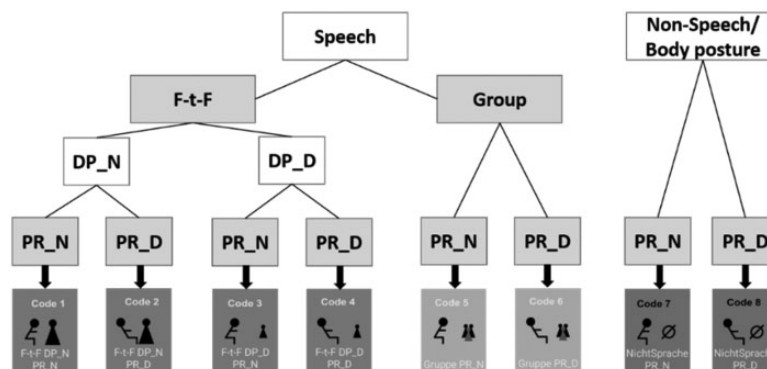 Speech
Non-Speech/
Body posture
F-t-F
Group
DP_N
DP_D
PR_N
PR_D
PR_N
PR_D
PR_N
PR_D
PR_N
PR_D
Code 1
F-t-F DP_N
PR_N
Code 2
F-t-F DP_N
PR_D
Code 3
F-t-F DP_D
PR_N
Code 4
F-t-F DP_D
PR_D
Code 5
Gruppe PR_N
Code 6
Gruppe PR_D
Code 7
NichtSprache
PR_N
Code 8
NichtSprach
PR_D